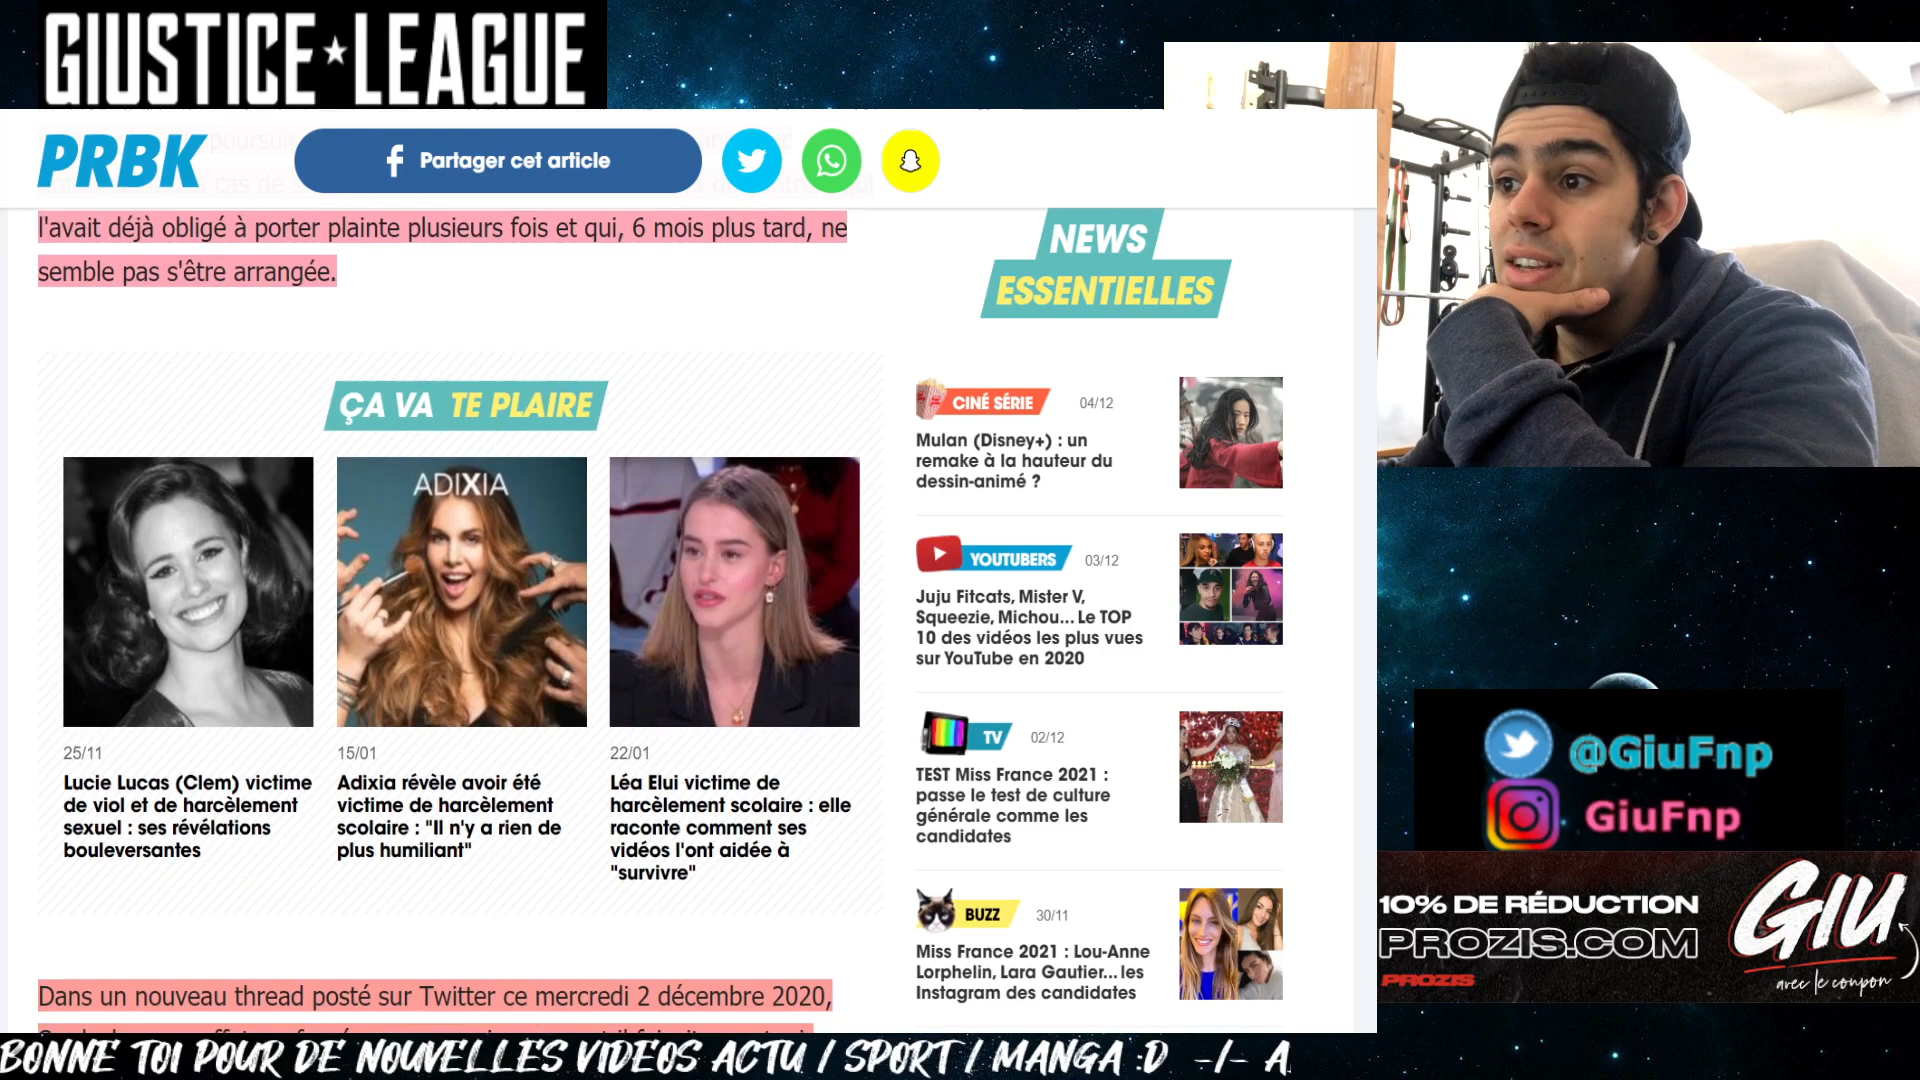 GIUSTICE★LEAGUE
PRBK
Partager cet article
l'avait déjà obligé à porter plainte plusieurs fois et qui, 6 mois plus tard, ne
semble pas s'être arrangée.
ÇA VA TE PLAIRE
ADIXIA
25/11
Lucie Lucas (Clem) victime
de viol et de harcèlement
sexuel : ses révélations
bouleversantes
15/01
Adixia révèle avoir été
victime de harcèlement
scolaire : "Il n'y a rien de
plus humiliant"
22/01
Léa Elui victime de
harcèlement scolaire : elle
raconte comment ses
vidéos l'ont aidée à
"survivre"
Dans un nouveau thread posté sur Twitter ce mercredi 2 décembre 2020,
NEWS
ESSENTIELLES
CINÉ SÉRIE 04/12
Mulan (Disney+) : un
remake à la hauteur du
dessin-animé ?
YOUTUBERS 03/12
Juju Fitcats, Mister V,
Squeezie, Michou... Le TOP
10 des vidéos les plus vues
sur YouTube en 2020
TV 02/12
TEST Miss France 2021 :
passe le test de culture
générale comme les
candidates
BUZZ 30/11
Miss France 2021 : Lou-Anne
Lorphelin, Lara Gautier... les
Instagram des candidates
@GiuFnp
GiuFnp
10% DE RÉDUCTION
PROZIS.COM
PROZIS
GIU
avec le coupon
BONNE TOI POUR DE NOUVELLES VIDEOS ACTU / SPORT / MANGA :D -/- A